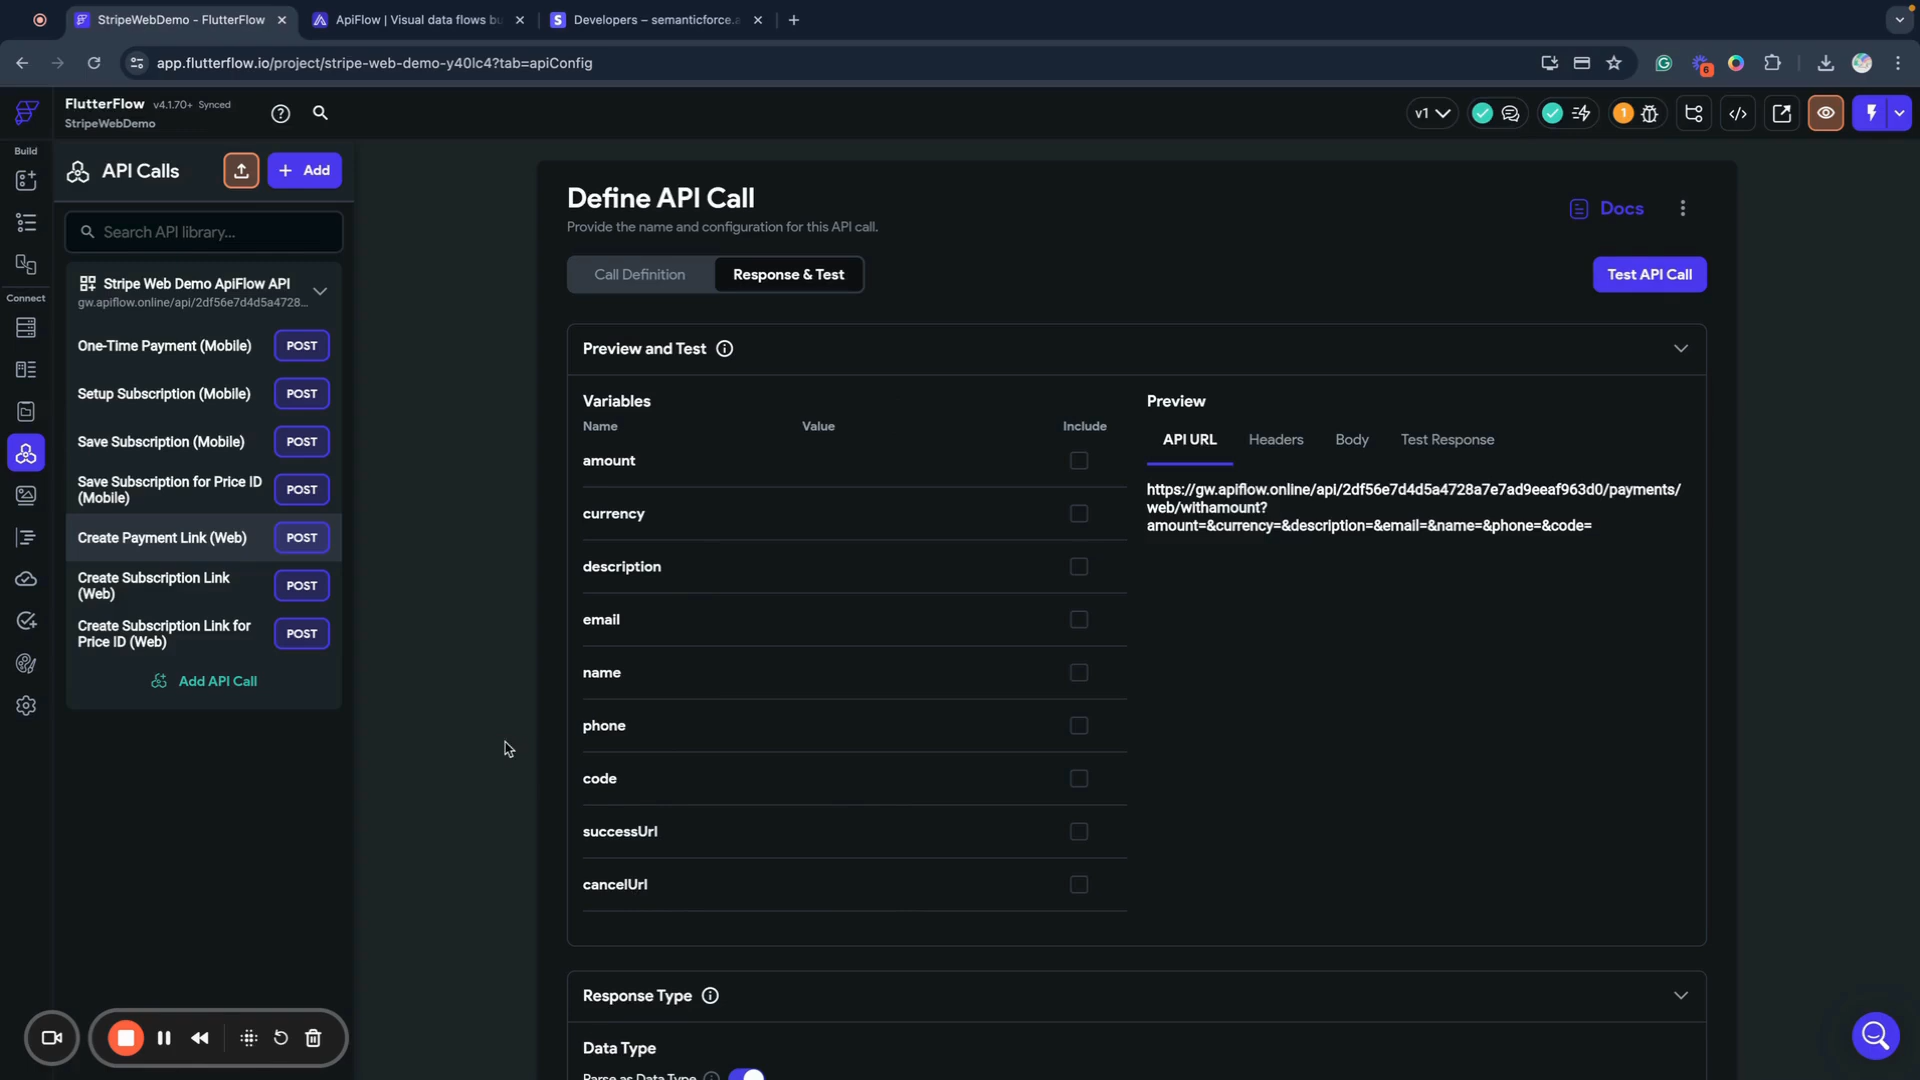 StripeWebDemo - FlutterFlow
ApiFlow | Visual data flows bu
Developers – semanticforce.a
app.flutterflow.io/project/stripe-web-demo-y40lc4?tab=apiConfig
6
FlutterFlow v4.1.70+ Synced
StripeWebDemo
v1
1
Build
Connect
API Calls
Add
Search API library...
Stripe Web Demo ApiFlow API
gw.apiflow.online/api/2df56e7d4d5a4728...
One-Time Payment (Mobile) POST
Setup Subscription (Mobile) POST
Save Subscription (Mobile) POST
Save Subscription for Price ID
(Mobile) POST
Create Payment Link (Web) POST
Create Subscription Link
(Web) POST
Create Subscription Link for
Price ID (Web) POST
Add API Call
Define API Call
Provide the name and configuration for this API call.
Docs
Call Definition
Response & Test
Test API Call
Preview and Test
Variables
Name Value Include
amount
currency
description
email
name
phone
code
successUrl
cancelUrl
Preview
API URL Headers Body Test Response
https://gw.apiflow.online/api/2df56e7d4d5a4728a7e7ad9eeaf963d0/payments/
web/withamount?
amount=&currency=&description=&email=&name=&phone=&code=
Response Type
Data Type
Parse as Data Type